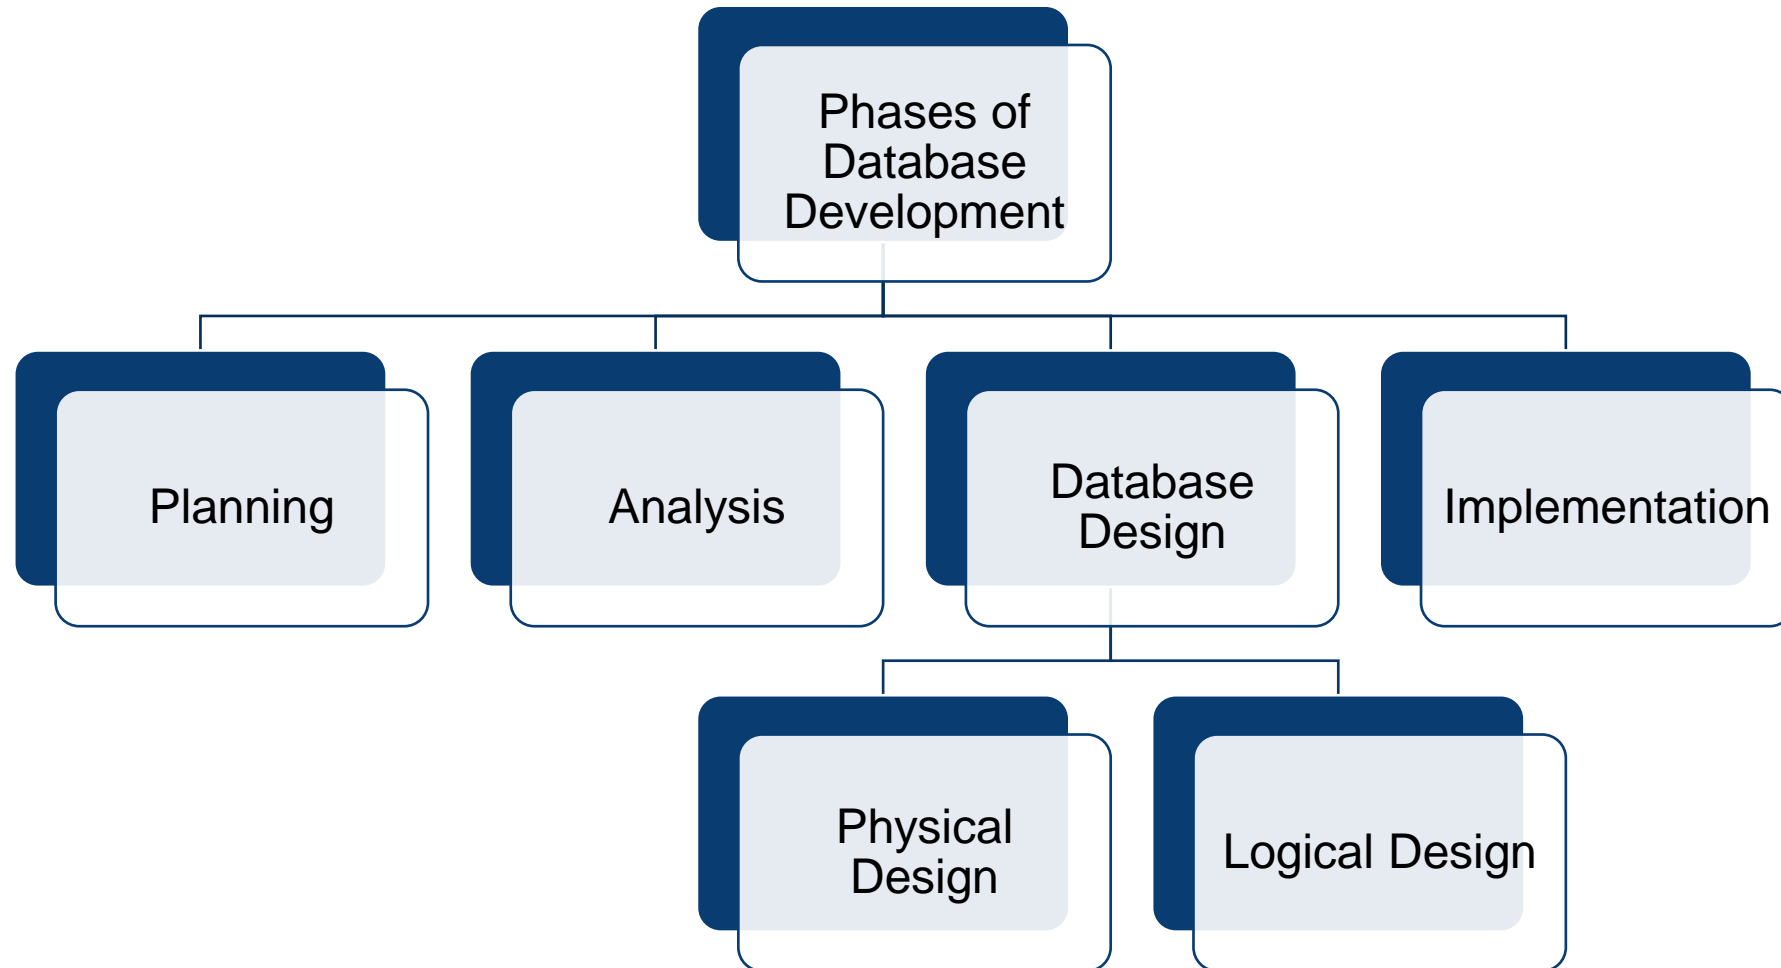 Phases of
Database
Development
Planning
Analysis
Database
Design
Implementation
Physical
Design
Logical Design